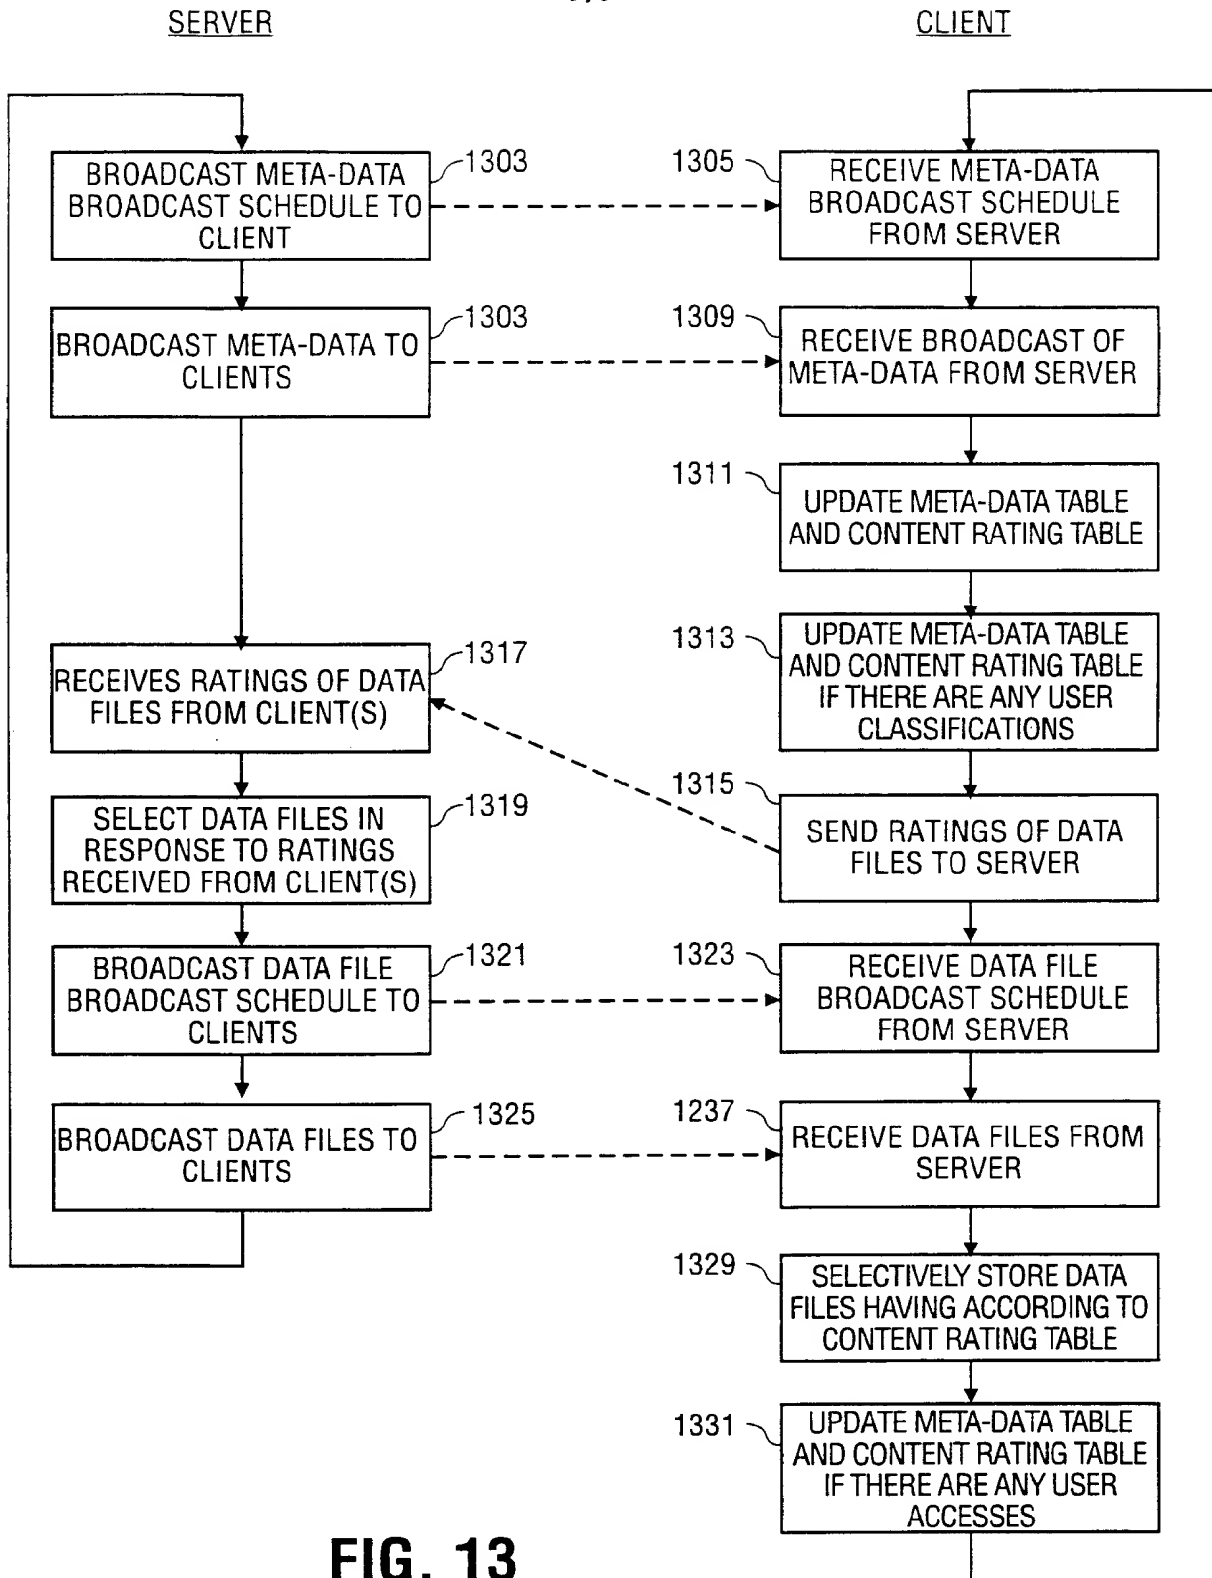 SERVER
CLIENT
BROADCAST META-DATA
BROADCAST SCHEDULE TO
CLIENT
1303
1305
RECEIVE META-DATA
BROADCAST SCHEDULE
FROM SERVER
BROADCAST META-DATA TO
CLIENTS
1303
1309
RECEIVE BROADCAST OF
META-DATA FROM SERVER
1311
UPDATE META-DATA TABLE
AND CONTENT RATING TABLE
1313
UPDATE META-DATA TABLE
AND CONTENT RATING TABLE
IF THERE ARE ANY USER
CLASSIFICATIONS
RECEIVES RATINGS OF DATA
FILES FROM CLIENT(S)
1317
1315
SEND RATINGS OF DATA
FILES TO SERVER
SELECT DATA FILES IN
RESPONSE TO RATINGS
RECEIVED FROM CLIENT(S)
1319
BROADCAST DATA FILE
BROADCAST SCHEDULE TO
CLIENTS
1321
1323
RECEIVE DATA FILE
BROADCAST SCHEDULE
FROM SERVER
BROADCAST DATA FILES TO
CLIENTS
1325
1237
RECEIVE DATA FILES FROM
SERVER
1329
SELECTIVELY STORE DATA
FILES HAVING ACCORDING TO
CONTENT RATING TABLE
1331
UPDATE META-DATA TABLE
AND CONTENT RATING TABLE
IF THERE ARE ANY USER
ACCESSES
FIG. 13